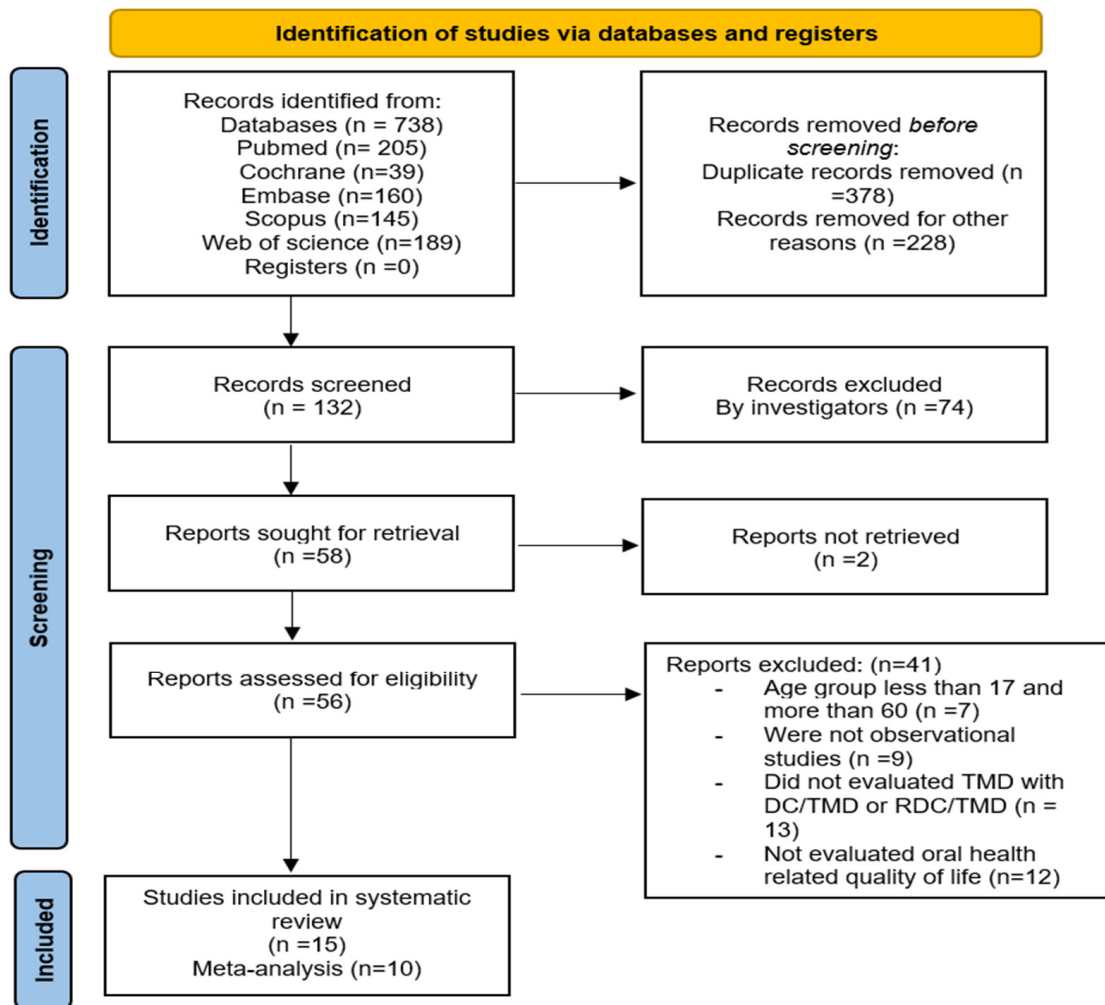 Identification of studies via databases and registers
Identification
Records identified from:
Databases (n = 738)
Pubmed (n= 205)
Cochrane (n=39)
Embase (n=160)
Scopus (n=145)
Web of science (n=189)
Registers (n =0)
Records removed before
screening:
Duplicate records removed (n
=378)
Records removed for other
reasons (n =228)
Screening
Records screened
(n = 132)
Records excluded
By investigators (n =74)
Reports sought for retrieval
(n =58)
Reports not retrieved
(n =2)
Reports assessed for eligibility
(n =56)
Reports excluded: (n=41)
- Age group less than 17 and
more than 60 (n =7)
- Were not observational
studies (n =9)
- Did not evaluated TMD with
DC/TMD or RDC/TMD (n =
13)
- Not evaluated oral health
related quality of life (n=12)
Included
Studies included in systematic
review
(n =15)
Meta-analysis (n=10)